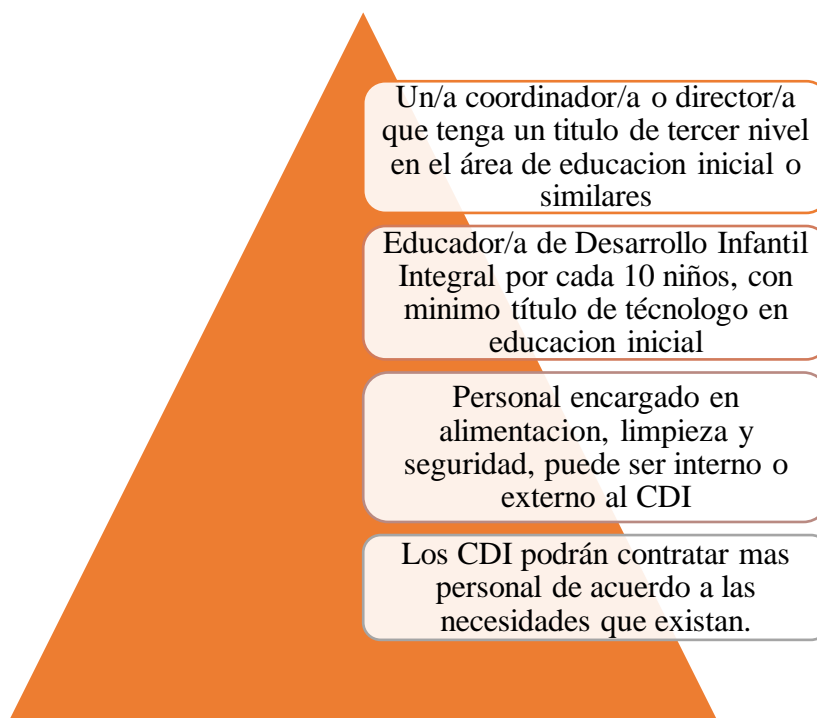 Un/a coordinador/a o director/a
que tenga un titulo de tercer nivel
en el área de educacion inicial o
similares
Educador/a de Desarrollo Infantil
Integral por cada 10 niños, con
minimo título de técnologo en
educacion inicial
Personal encargado en
alimentacion, limpieza y
seguridad, puede ser interno o
externo al CDI
Los CDI podrán contratar mas
personal de acuerdo a las
necesidades que existan.